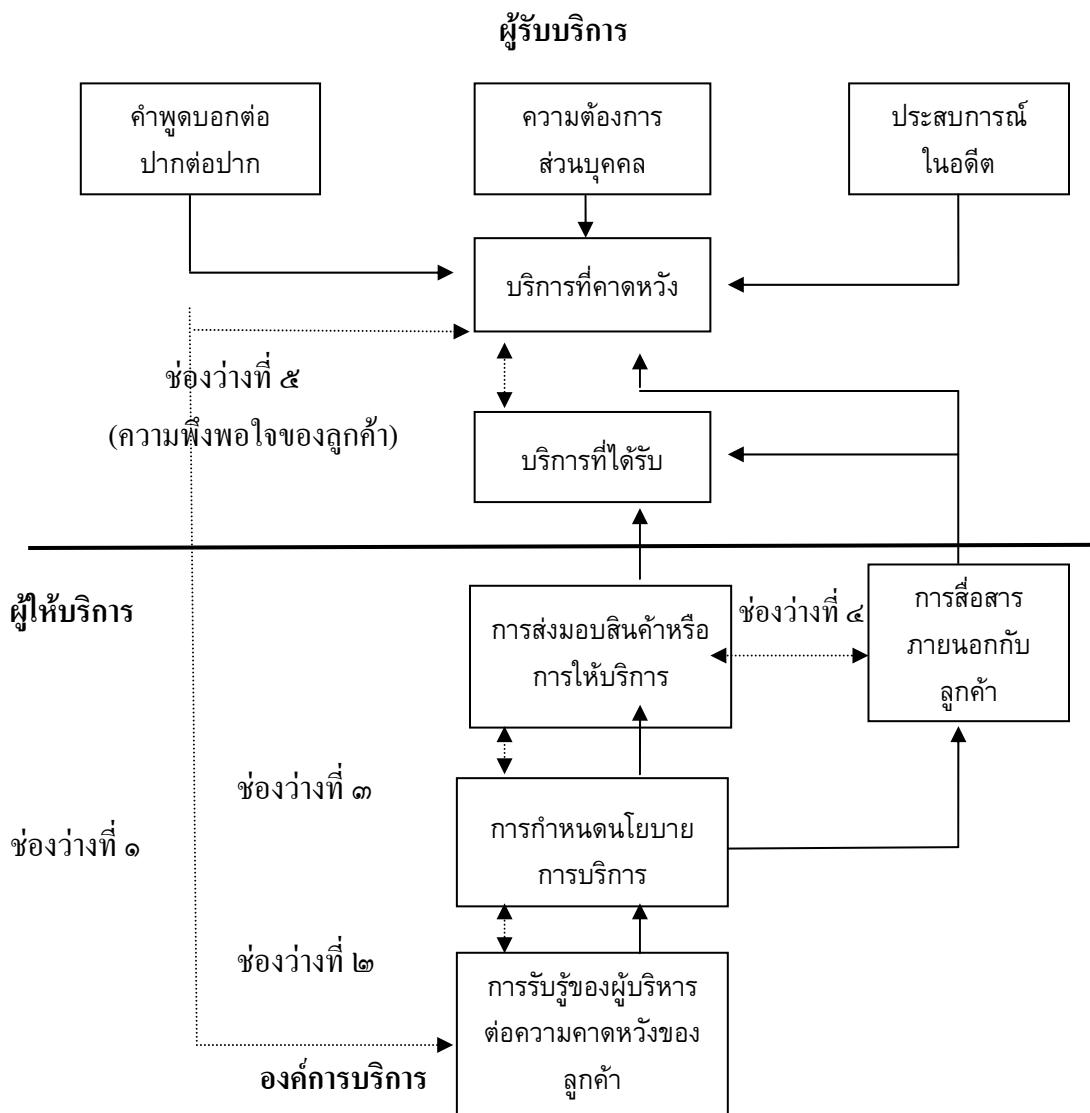 ผู้รับบริการ
คำพูดบอกต่อ
ปากต่อปาก
ความต้องการ
ส่วนบุคคล
ประสบการณ์
ในอดีต
บริการที่คาดหวัง
ช่องว่างที่ ๕
(ความพึงพอใจของลูกค้า)
บริการที่ได้รับ
ผู้ให้บริการ
การส่งมอบสินค้าหรือ
การให้บริการ
ช่องว่างที่ ๔
การสื่อสาร
ภายนอกกับ
ลูกค้า
ช่องว่างที่ ๓
ช่องว่างที่ ๑
การกำหนดนโยบาย
การบริการ
ช่องว่างที่ ๒
การรับรู้ของผู้บริหาร
ต่อความคาดหวังของ
ลูกค้า
องค์การบริการ